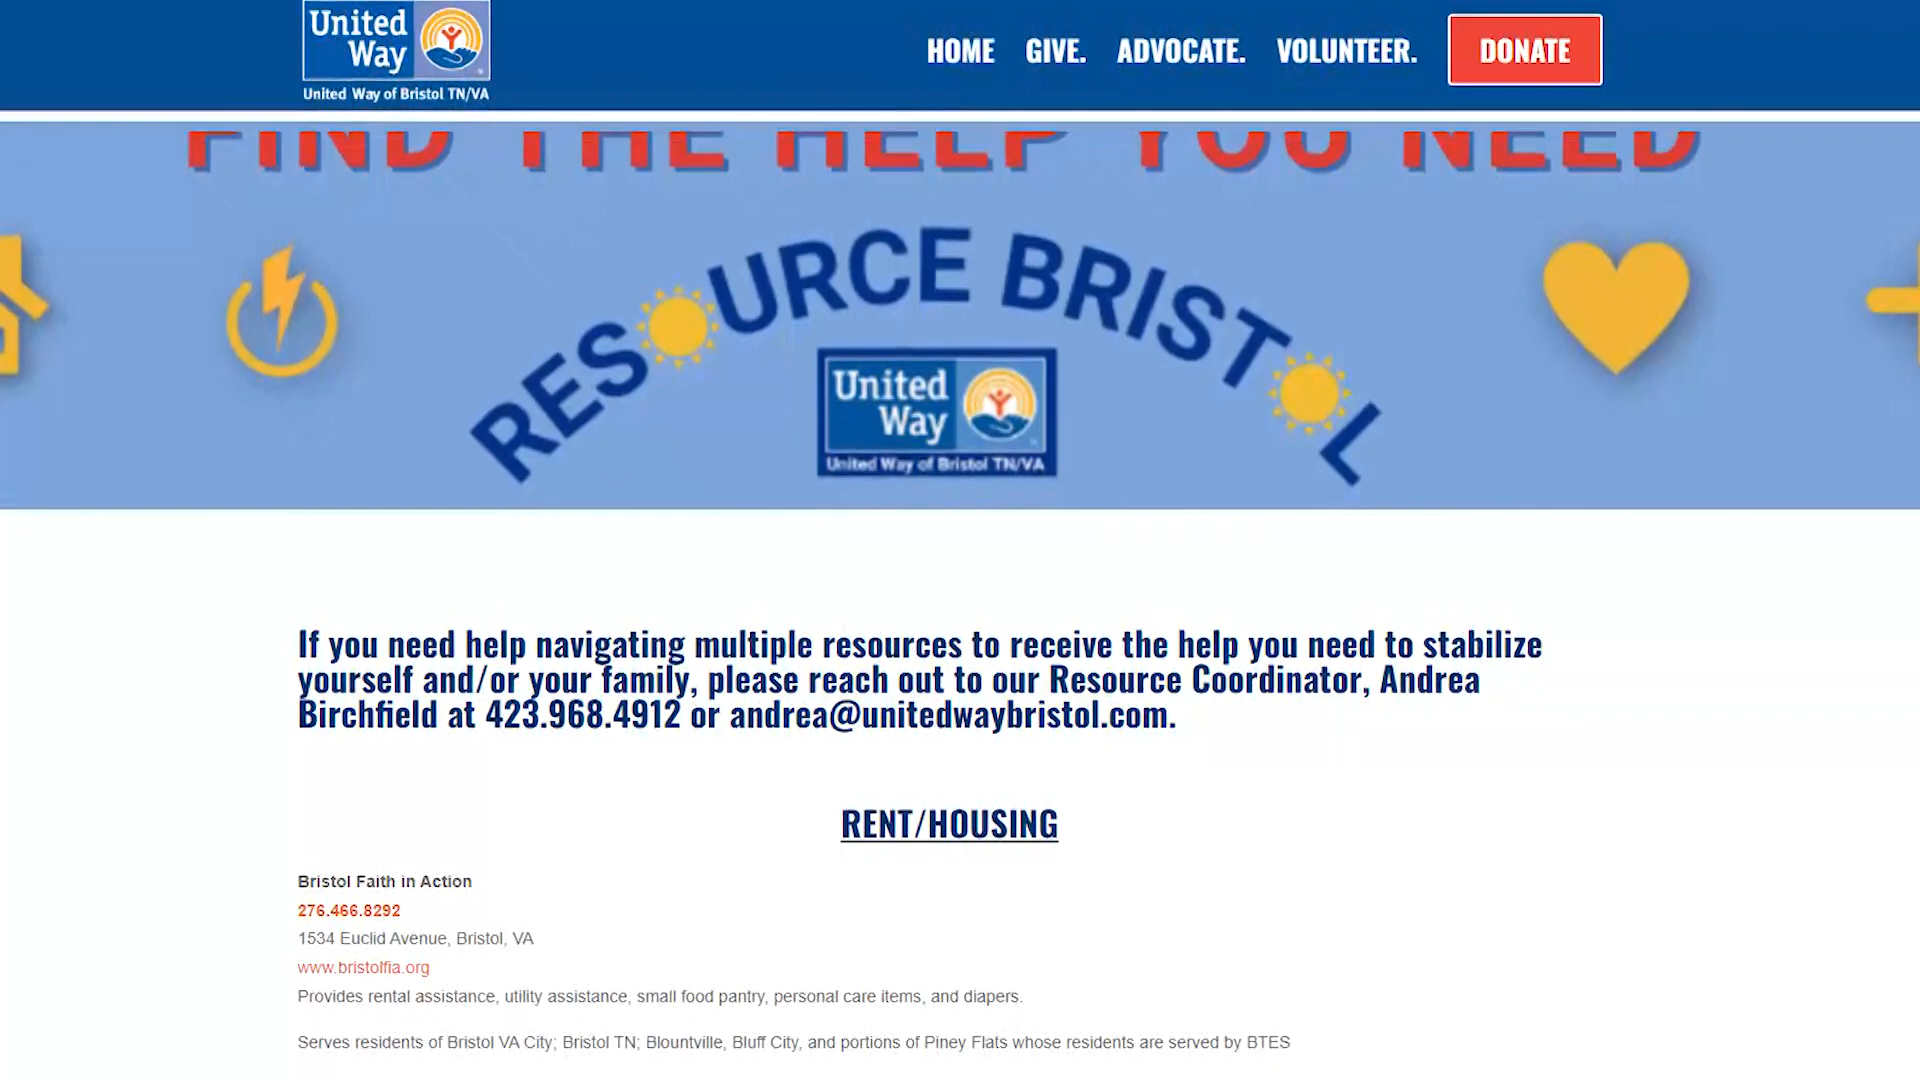 United
Way
United Way of Bristol TN/VA
HOME GIVE. ADVOCATE. VOLUNTEER. DONATE
FIND THE HELP YOU NEED
RESOURCE BRISTOL
United
Way
United Way of Bristol TN/VA
If you need help navigating multiple resources to receive the help you need to stabilize
yourself and/or your family, please reach out to our Resource Coordinator, Andrea
Birchfield at 423.968.4912 or andrea@unitedwaybristol.com.
RENT/HOUSING
Bristol Faith in Action
276.466.8292
1534 Euclid Avenue, Bristol, VA
www.bristolfia.org
Provides rental assistance, utility assistance, small food pantry, personal care items, and diapers.
Serves residents of Bristol VA City; Bristol TN; Blountville, Bluff City, and portions of Piney Flats whose residents are served by BTES